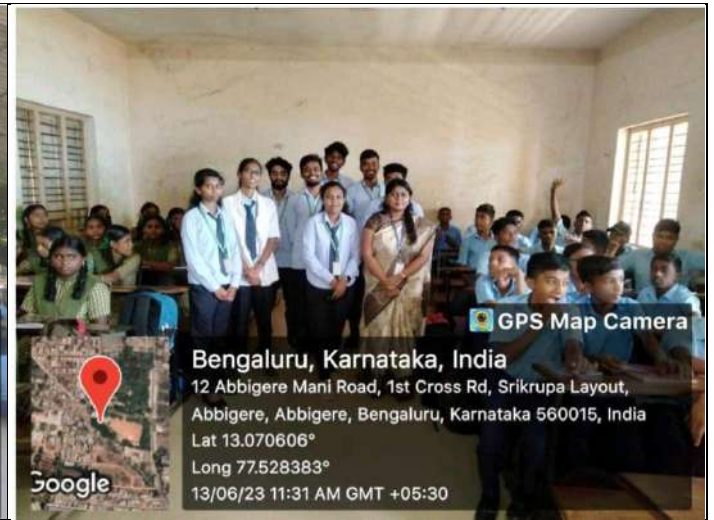 GPS Map Camera
Bengaluru, Karnataka, India
12 Abbigere Mani Road, 1st Cross Rd, Srikrupa Layout,
Abbigere, Abbigere, Bengaluru, Karnataka 560015, India
Lat 13.070606°
Long 77.528383°
13/06/23 11:31 AM GMT +05:30
Google